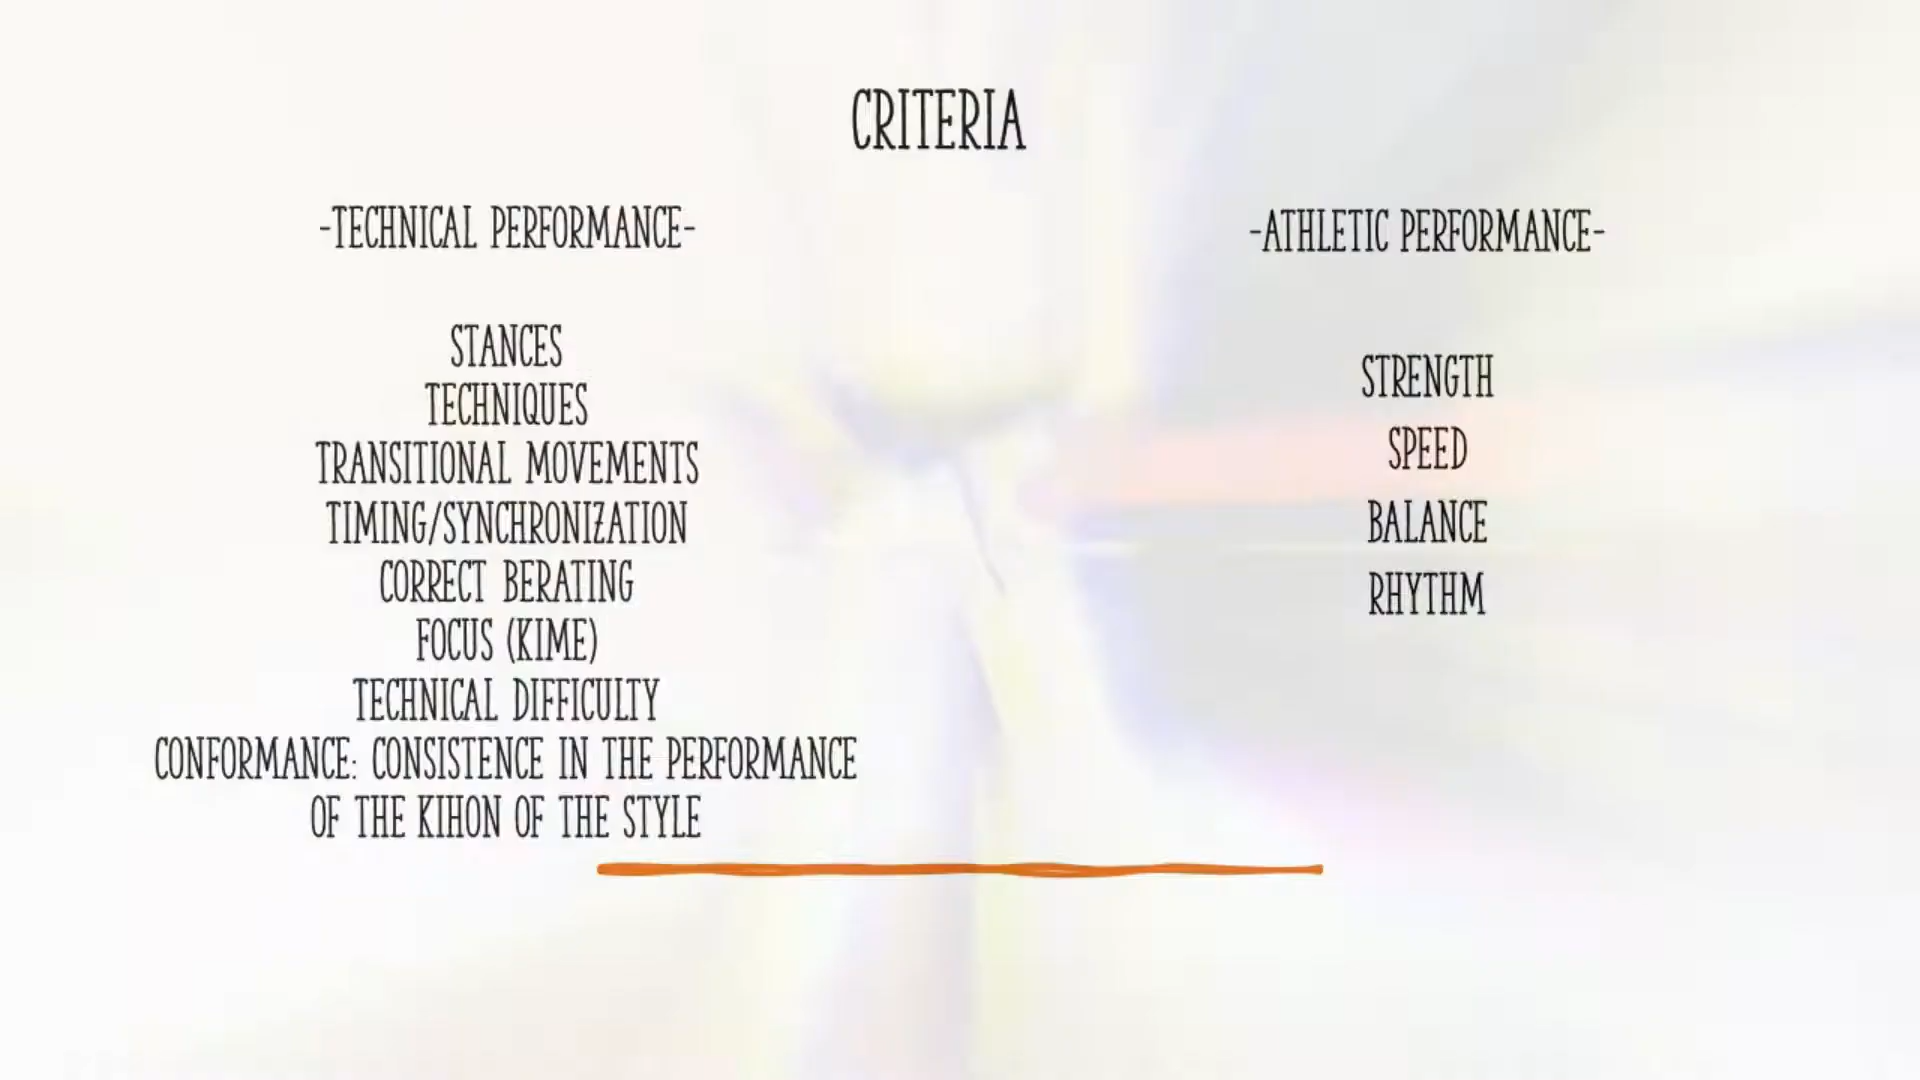 CRITERIA
-TECHNICAL PERFORMANCE-
STANCES
TECHNIQUES
TRANSITIONAL MOVEMENTS
TIMING/SYNCHRONIZATION
CORRECT BERATING
FOCUS (KIME)
TECHNICAL DIFFICULTY
CONFORMANCE: CONSISTENCE IN THE PERFORMANCE
OF THE KIHON OF THE STYLE
-ATHLETIC PERFORMANCE-
STRENGTH
SPEED
BALANCE
RHYTHM